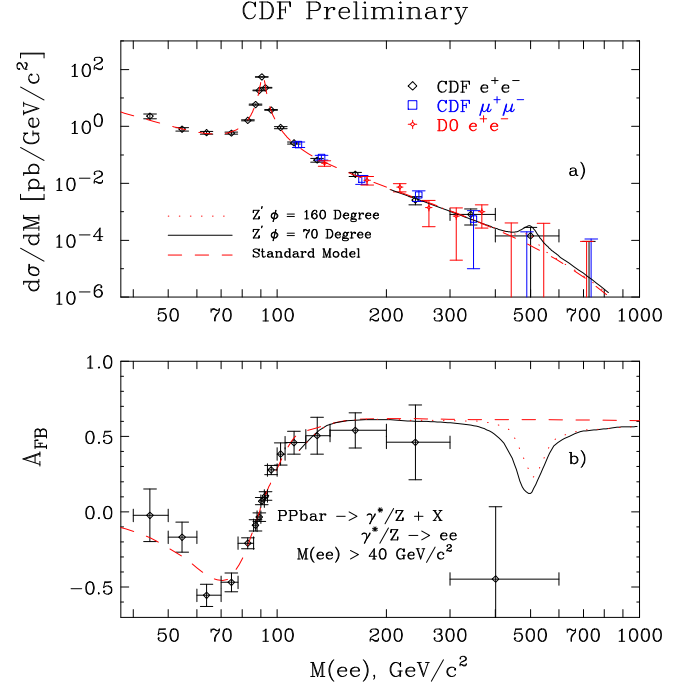 CDF Preliminary
dσ/dM [pb/GeV/c²]
10²
10⁰
10⁻²
10⁻⁴
10⁻⁶
CDF e⁺e⁻
CDF μ⁺μ⁻
D0 e⁺e⁻
a)
Z′ ϕ = 160 Degree
Z′ ϕ = 70 Degree
Standard Model
50 70 100 200 500 700 1000
A_FB
1.0
0.5
0.0
−0.5
b)
PPbar −> γ*/Z + X
γ*/Z −> ee
M(ee) > 40 GeV/c²
50 70 100 200 500 700 1000
M(ee), GeV/c²